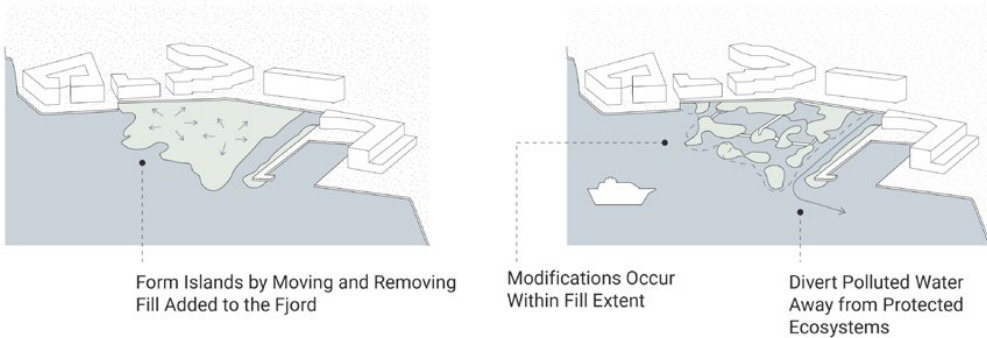 Form Islands by Moving and Removing
Fill Added to the Fjord
Modifications Occur
Within Fill Extent
Divert Polluted Water
Away from Protected
Ecosystems